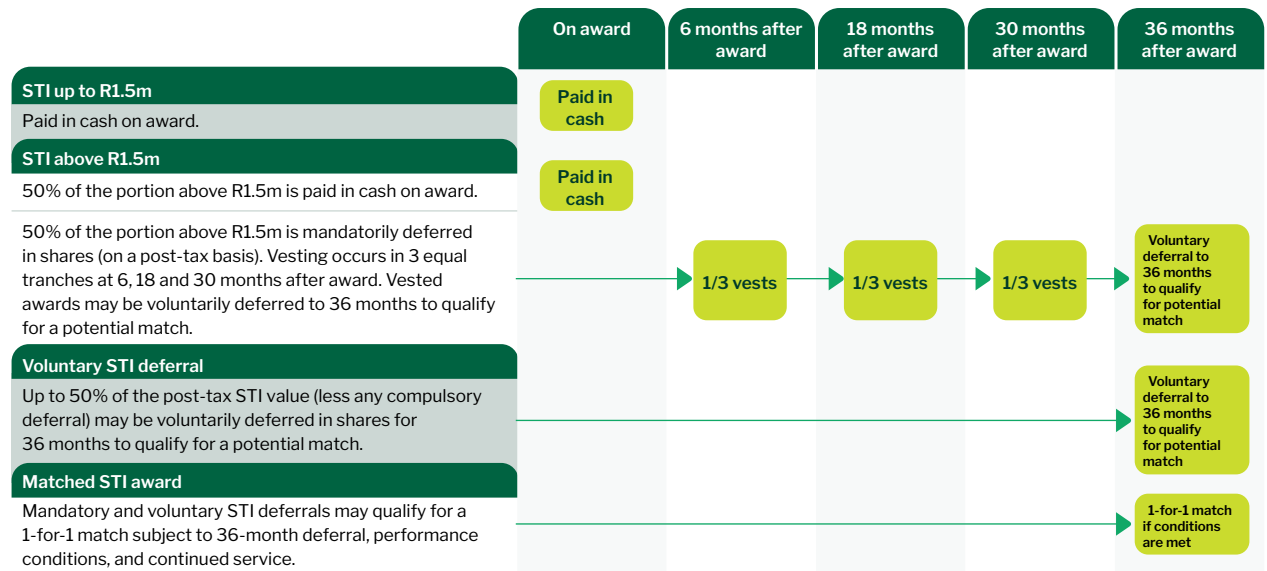 On award
6 months after
award
18 months
after award
30 months
after award
36 months
after award
STI up to R1.5m
Paid in cash on award.
Paid in
cash
STI above R1.5m
50% of the portion above R1.5m is paid in cash on award.
Paid in
cash
50% of the portion above R1.5m is mandatorily deferred
in shares (on a post-tax basis). Vesting occurs in 3 equal
tranches at 6, 18 and 30 months after award. Vested
awards may be voluntarily deferred to 36 months to qualify
for a potential match.
1/3 vests
1/3 vests
1/3 vests
Voluntary
deferral to
36 months
to qualify
for potential
match
Voluntary STI deferral
Up to 50% of the post-tax STI value (less any compulsory
deferral) may be voluntarily deferred in shares for
36 months to qualify for a potential match.
Voluntary
deferral to
36 months
to qualify
for potential
match
Matched STI award
Mandatory and voluntary STI deferrals may qualify for a
1-for-1 match subject to 36-month deferral, performance
conditions, and continued service.
1-for-1 match
if conditions
are met